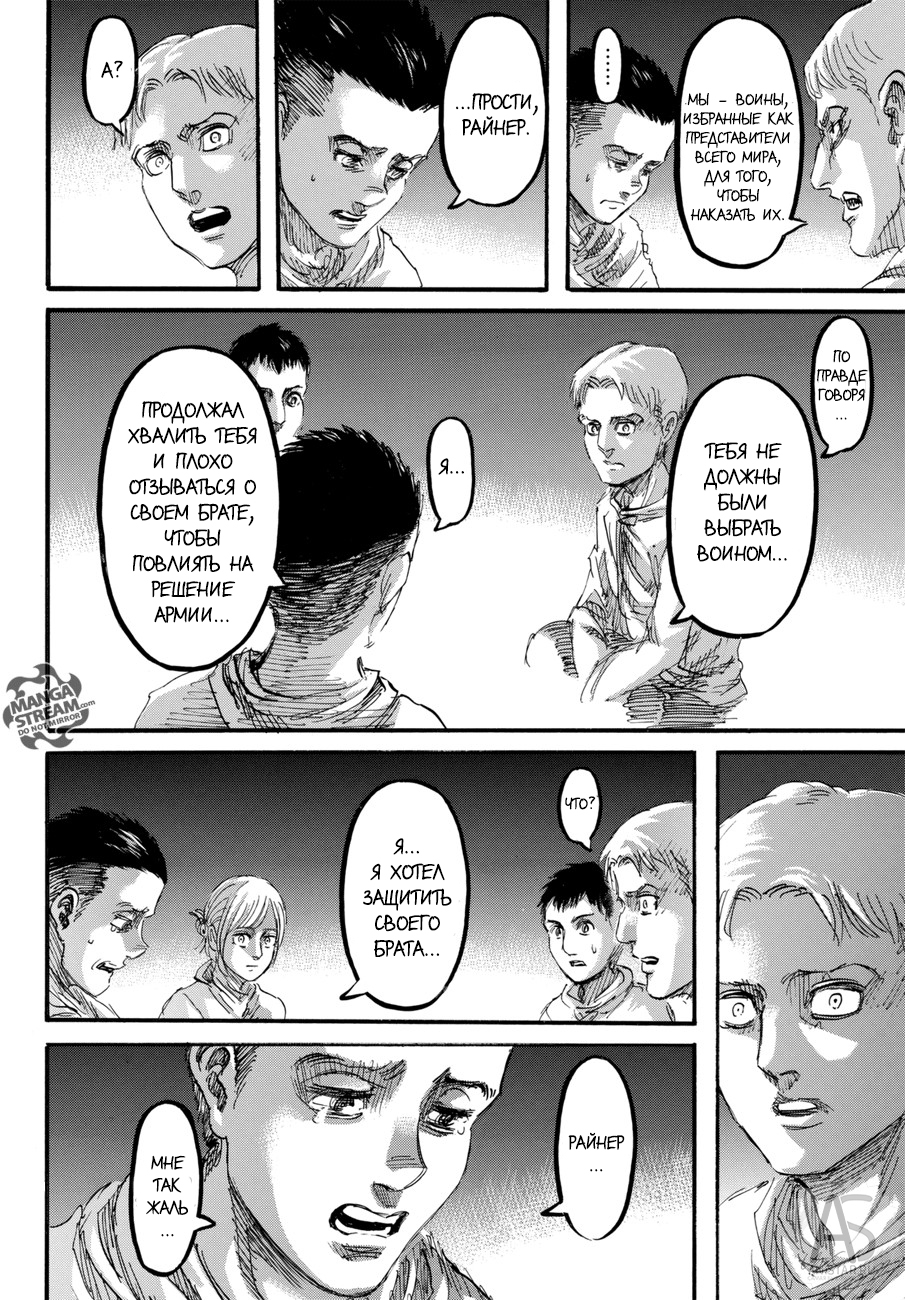 .......
МЫ – ВОИНЫ,
ИЗБРАННЫЕ КАК
ПРЕДСТАВИТЕЛИ
ВСЕГО МИРА,
ДЛЯ ТОГО,
ЧТОБЫ
НАКАЗАТЬ ИХ.
...ПРОСТИ,
РАЙНЕР.
А?
ПО
ПРАВДЕ
ГОВОРЯ
...
ТЕБЯ НЕ
ДОЛЖНЫ
БЫЛИ
ВЫБРАТЬ
ВОИНОМ...
Я...
ПРОДОЛЖАЛ
ХВАЛИТЬ ТЕБЯ
И ПЛОХО
ОТЗЫВАТЬСЯ О
СВОЕМ БРАТЕ,
ЧТОБЫ
ПОВЛИЯТЬ НА
РЕШЕНИЕ
АРМИИ...
MANGA
STREAM.com
DO NOT MIRROR
ЧТО?
Я...
Я ХОТЕЛ
ЗАЩИТИТЬ
СВОЕГО
БРАТА...
РАЙНЕР
...
МНЕ
ТАК
ЖАЛЬ
...